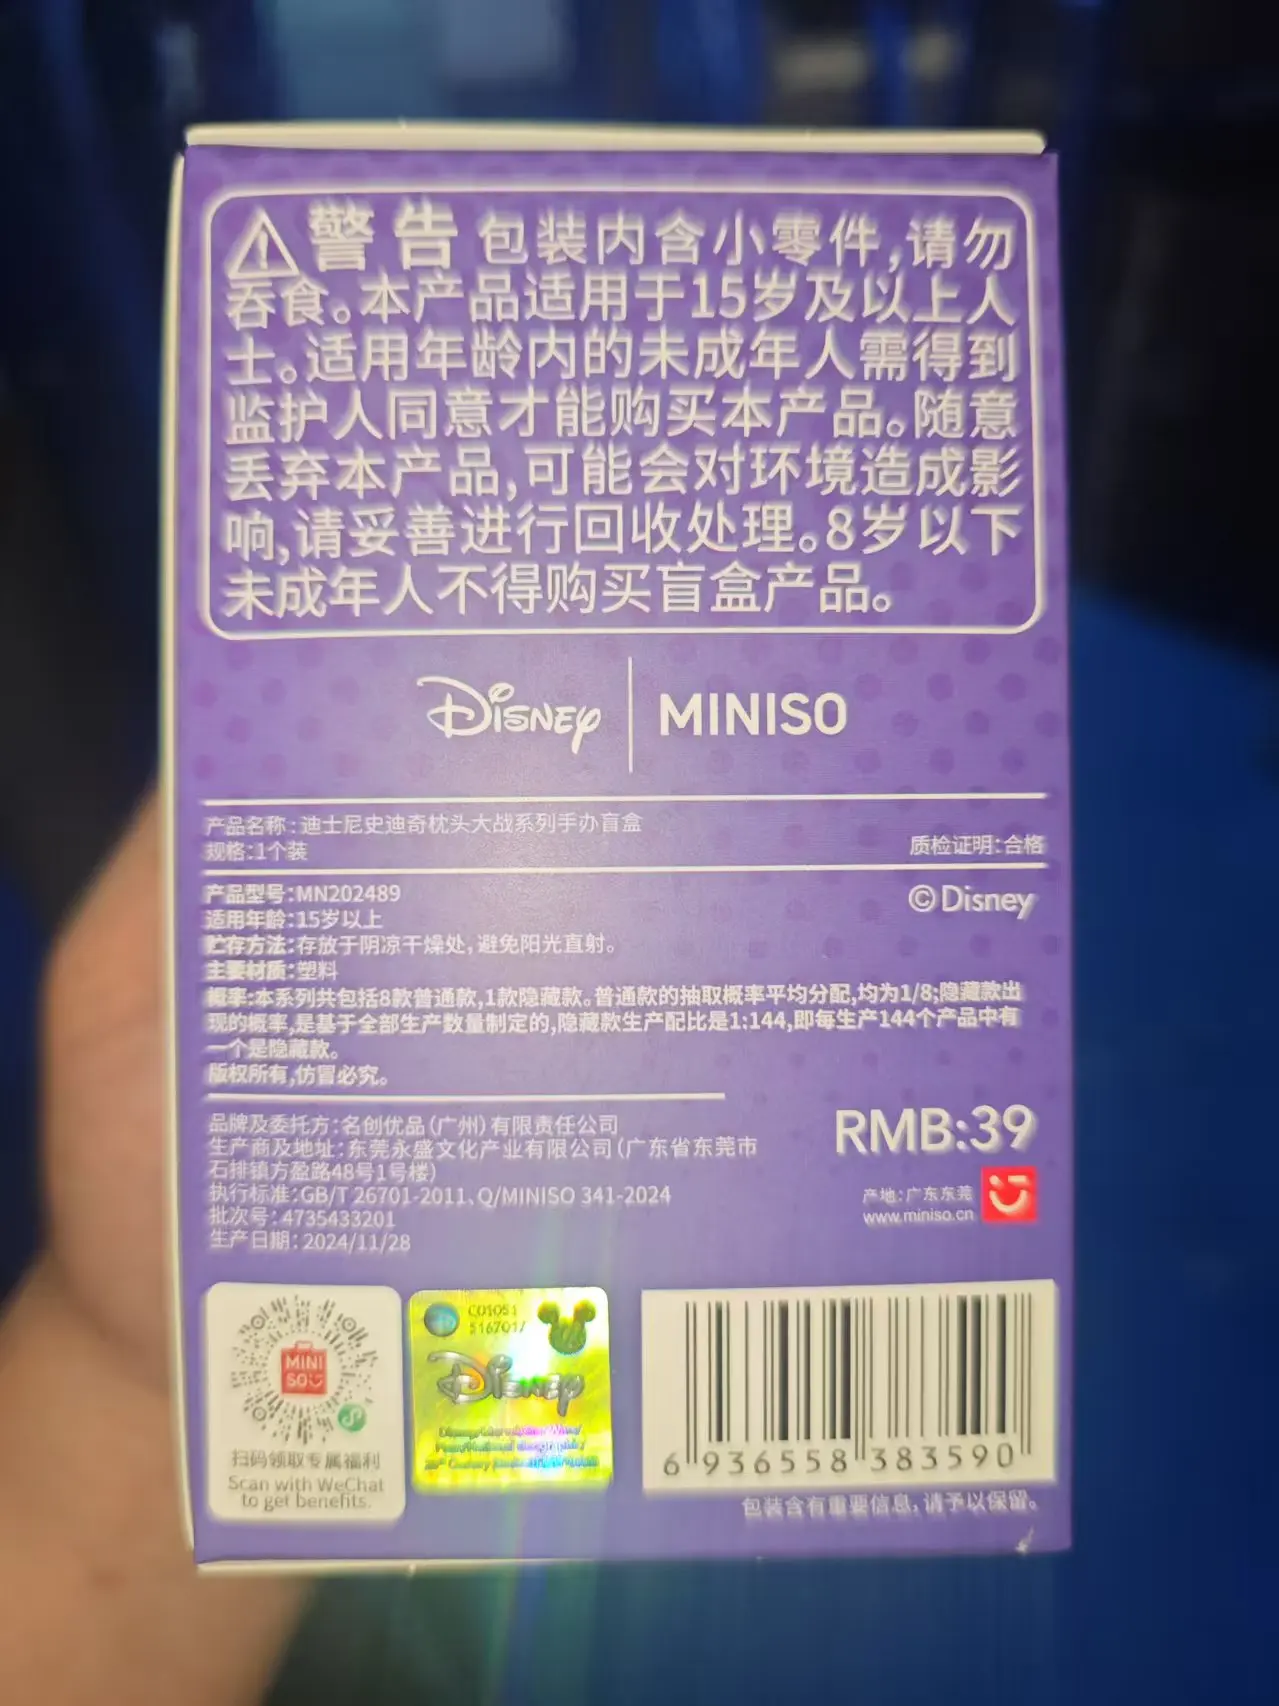 警告 包装内含小零件,请勿
吞食。本产品适用于15岁及以上人
士。适用年龄内的未成年人需得到
监护人同意才能购买本产品。随意
丢弃本产品,可能会对环境造成影
响,请妥善进行回收处理。8岁以下
未成年人不得购买盲盒产品。
Disney | MINISO
产品名称:迪士尼史迪奇枕头大战系列手办盲盒
规格:1个装
质检证明:合格
产品型号:MN202489
©Disney
适用年龄:15岁以上
贮存方法:存放于阴凉干燥处,避免阳光直射。
主要材质:塑料
概率:本系列共包括8款普通款,1款隐藏款。普通款的抽取概率平均分配,均为1/8;隐藏款出
现的概率,是基于全部生产数量制定的,隐藏款生产配比是1:144,即每生产144个产品中有
一个是隐藏款。
版权所有,仿冒必究。
品牌及委托方:名创优品(广州)有限责任公司
生产商及地址:东莞永盛文化产业有限公司(广东省东莞市
石排镇方盈路48号1号楼)
执行标准:GB/T 26701-2011、Q/MINISO 341-2024
批次号:4735433201
生产日期:2024/11/28
RMB:39
产地:广东东莞
www.miniso.cn
MINI
SO
扫码领取专属福利
Scan with WeChat
to get benefits.
C01051
516701/
Disney
6 936558 383590
包装含有重要信息,请予以保留。